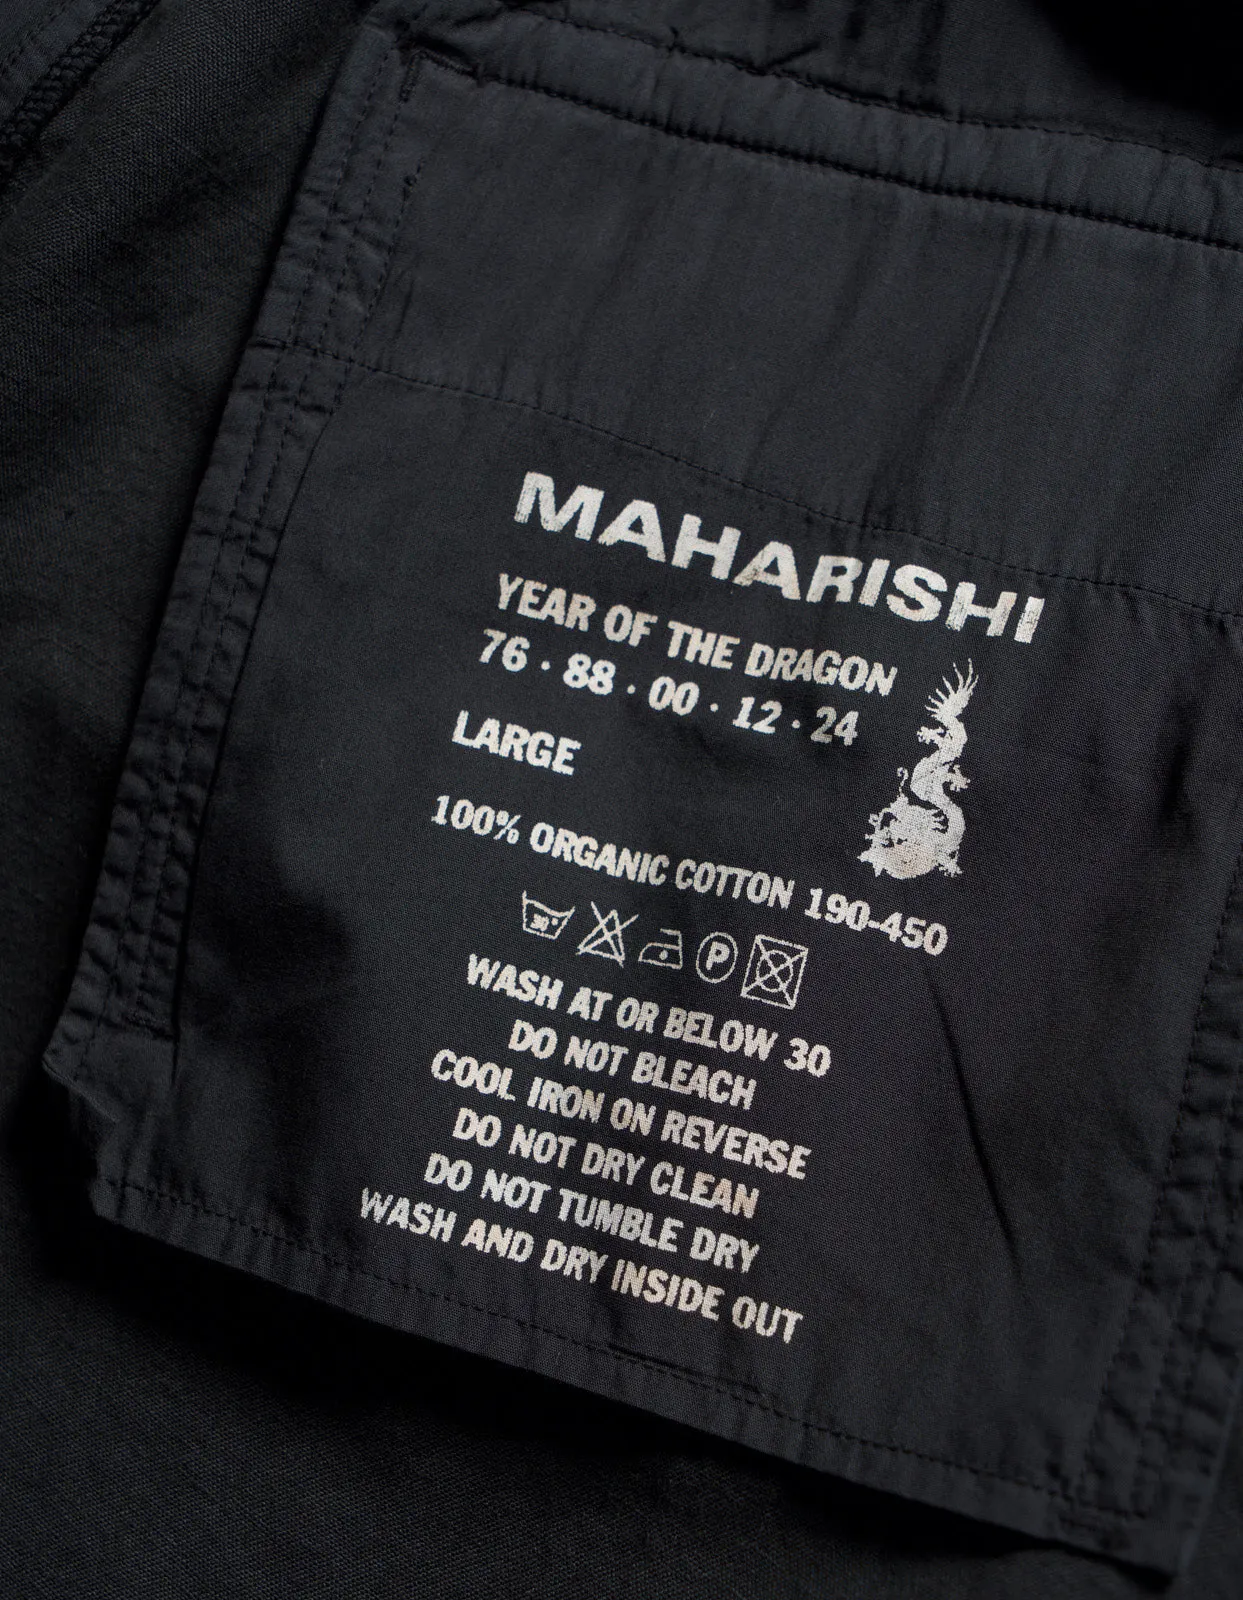 MAHARISHI
YEAR OF THE DRAGON
76 · 88 · 00 · 12 · 24
LARGE
100% ORGANIC COTTON 190-450
30°
P
WASH AT OR BELOW 30
DO NOT BLEACH
COOL IRON ON REVERSE
DO NOT DRY CLEAN
DO NOT TUMBLE DRY
WASH AND DRY INSIDE OUT